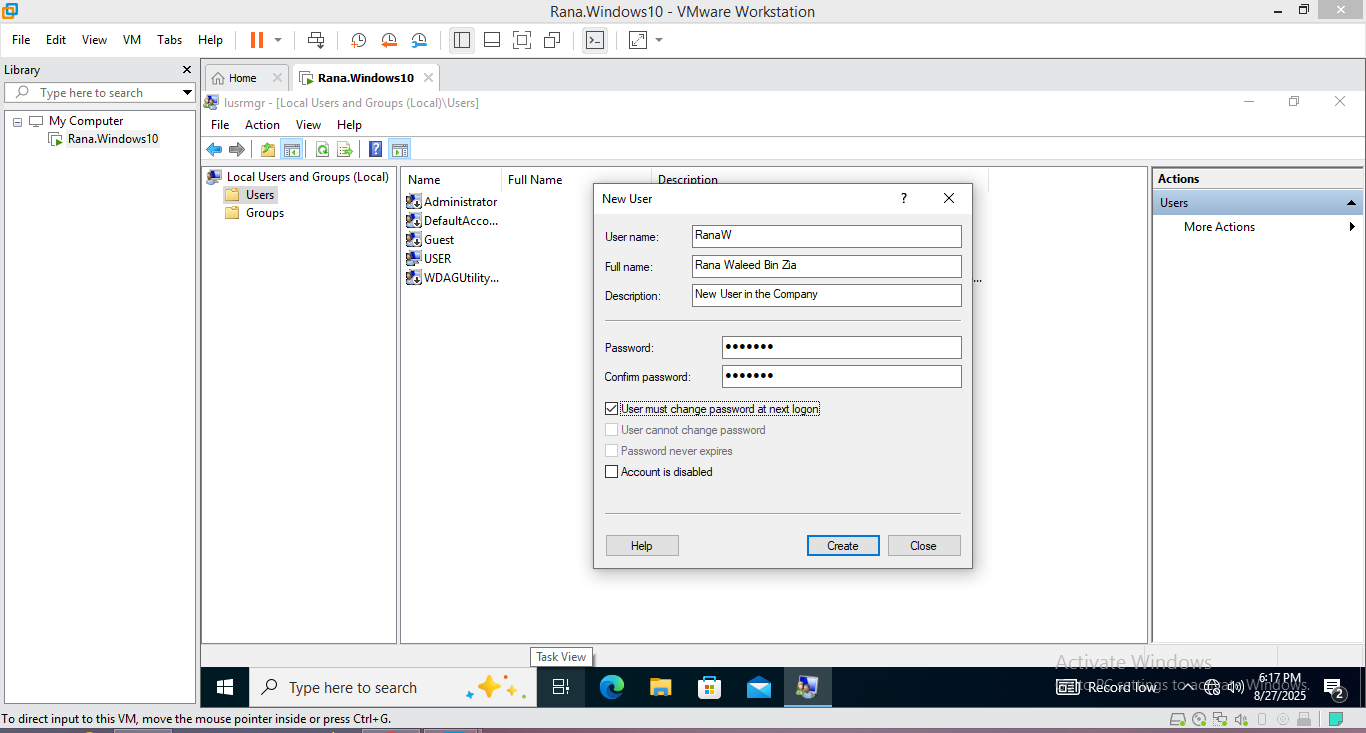 Rana.Windows10 - VMware Workstation
File Edit View VM Tabs Help
Library
Type here to search
My Computer
Rana.Windows10
Home
Rana.Windows10
lusrmgr - [Local Users and Groups (Local)\Users]
File Action View Help
Local Users and Groups (Local)
Users
Groups
Name Full Name Description
Administrator
DefaultAcco...
Guest
USER
WDAGUtility...
...
New User
?
User name: RanaW
Full name: Rana Waleed Bin Zia
Description: New User in the Company
Password: •••••••
Confirm password: •••••••
User must change password at next logon
User cannot change password
Password never expires
Account is disabled
Help Create Close
Actions
Users
More Actions
Task View
Activate Windows
Go to PC settings to activate Windows.
Type here to search
Record low
6:17 PM
8/27/2025
2
To direct input to this VM, move the mouse pointer inside or press Ctrl+G.